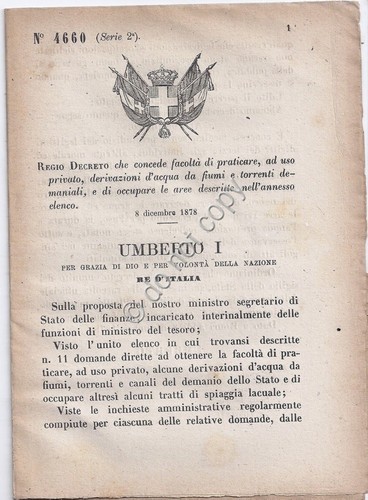 Nº 4660 (Serie 2ª).
1
REGIO DECRETO che concede facoltà di praticare, ad uso
privato, derivazioni d'acqua da fiumi e torrenti de-
maniali, e di occupare le aree descritte nell'annesso
elenco.
8 dicembre 1878
UMBERTO I
PER GRAZIA DI DIO E PER VOLONTÀ DELLA NAZIONE
RE D'ITALIA
Sulla proposta del nostro ministro segretario di
Stato delle finanze, incaricato interinalmente delle
funzioni di ministro del tesoro;
Visto l'unito elenco in cui trovansi descritte
n. 11 domande dirette ad ottenere la facoltà di pra-
ticare, ad uso privato, alcune derivazioni d'acqua da
fiumi, torrenti e canali del demanio dello Stato e di
occupare altresì alcuni tratti di spiaggia lacuale;
Viste le inchieste amministrative regolarmente
compiute per ciascuna delle relative domande, dalle
© do not copy